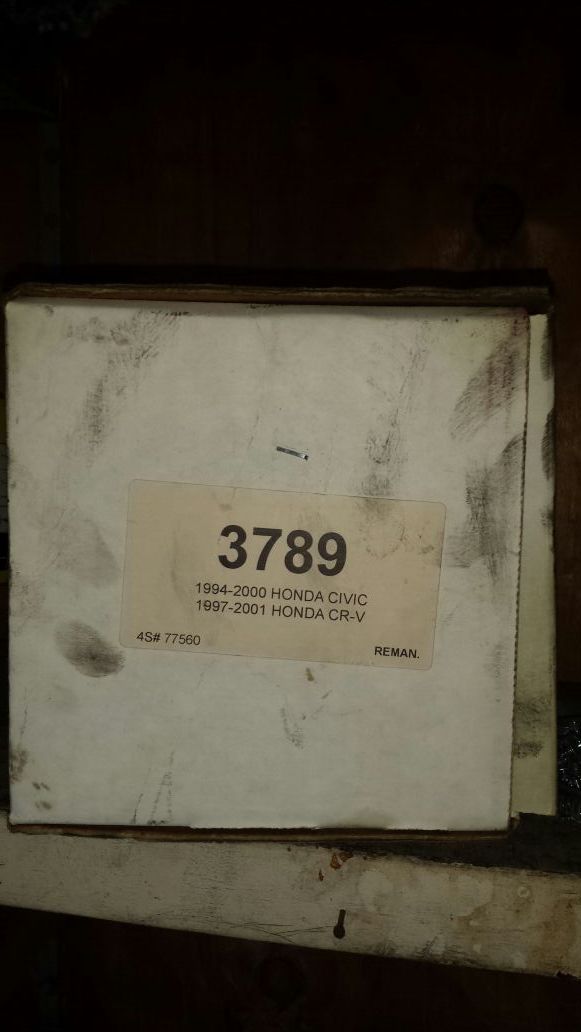 3789
1994-2000 HONDA CIVIC
1997-2001 HONDA CR-V
4S# 77560
REMAN.